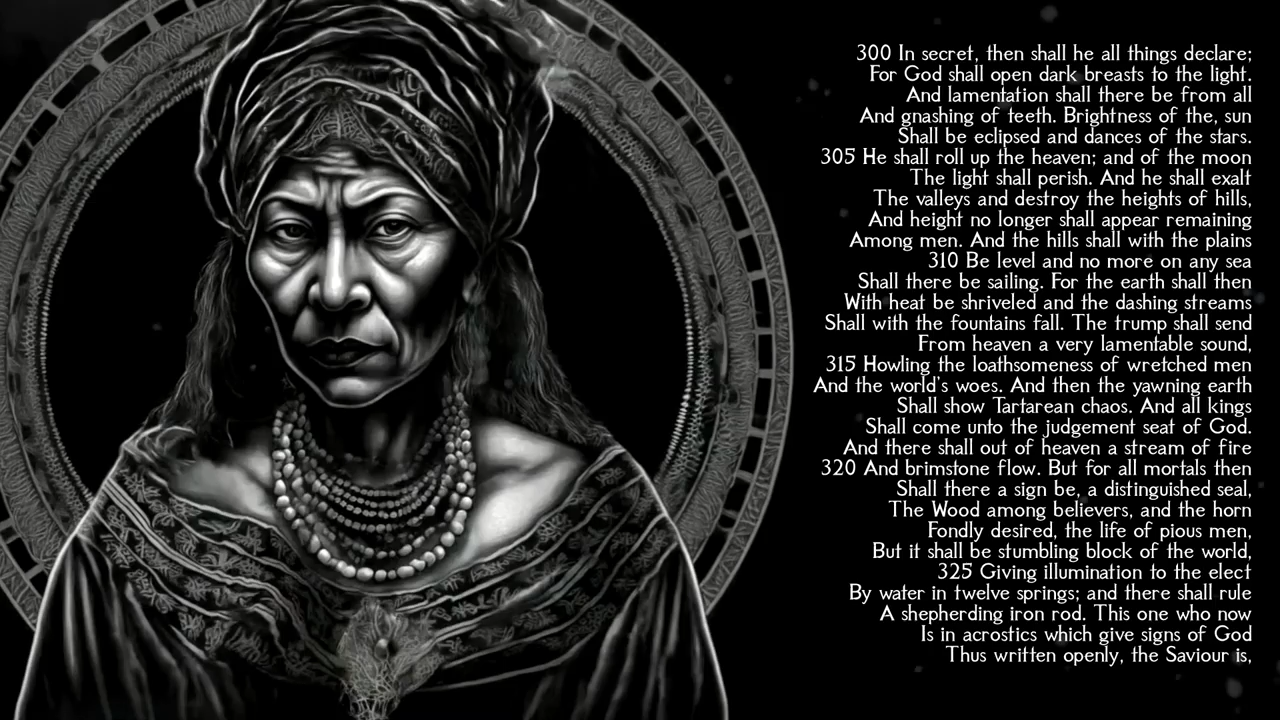 300 In secret, then shall he all things declare;
For God shall open dark breasts to the light.
And lamentation shall there be from all
And gnashing of teeth. Brightness of the, sun
Shall be eclipsed and dances of the stars.
305 He shall roll up the heaven; and of the moon
The light shall perish. And he shall exalt
The valleys and destroy the heights of hills,
And height no longer shall appear remaining
Among men. And the hills shall with the plains
310 Be level and no more on any sea
Shall there be sailing. For the earth shall then
With heat be shriveled and the dashing streams
Shall with the fountains fall. The trump shall send
From heaven a very lamentable sound,
315 Howling the loathsomeness of wretched men
And the world's woes. And then the yawning earth
Shall show Tartarean chaos. And all kings
Shall come unto the judgement seat of God.
And there shall out of heaven a stream of fire
320 And brimstone flow. But for all mortals then
Shall there a sign be, a distinguished seal,
The Wood among believers, and the horn
Fondly desired, the life of pious men,
But it shall be stumbling block of the world,
325 Giving illumination to the elect
By water in twelve springs; and there shall rule
A shepherding iron rod. This one who now
Is in acrostics which give signs of God
Thus written openly, the Saviour is,